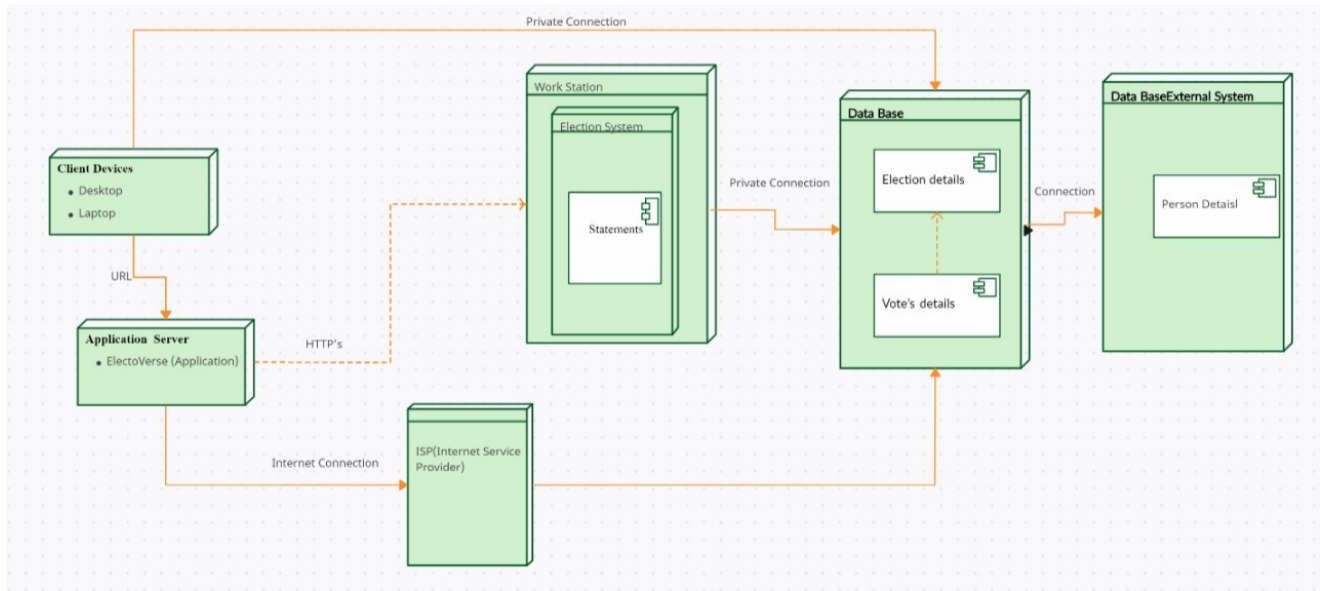 Private Connection
Work Station
Election System
Statements
Data Base
Election details
Vote's details
Data BaseExternal System
Person Detaisl
Client Devices
Desktop
Laptop
Private Connection
Connection
URL
Application Server
ElectoVerse (Application)
HTTP's
Internet Connection
ISP(Internet Service
Provider)